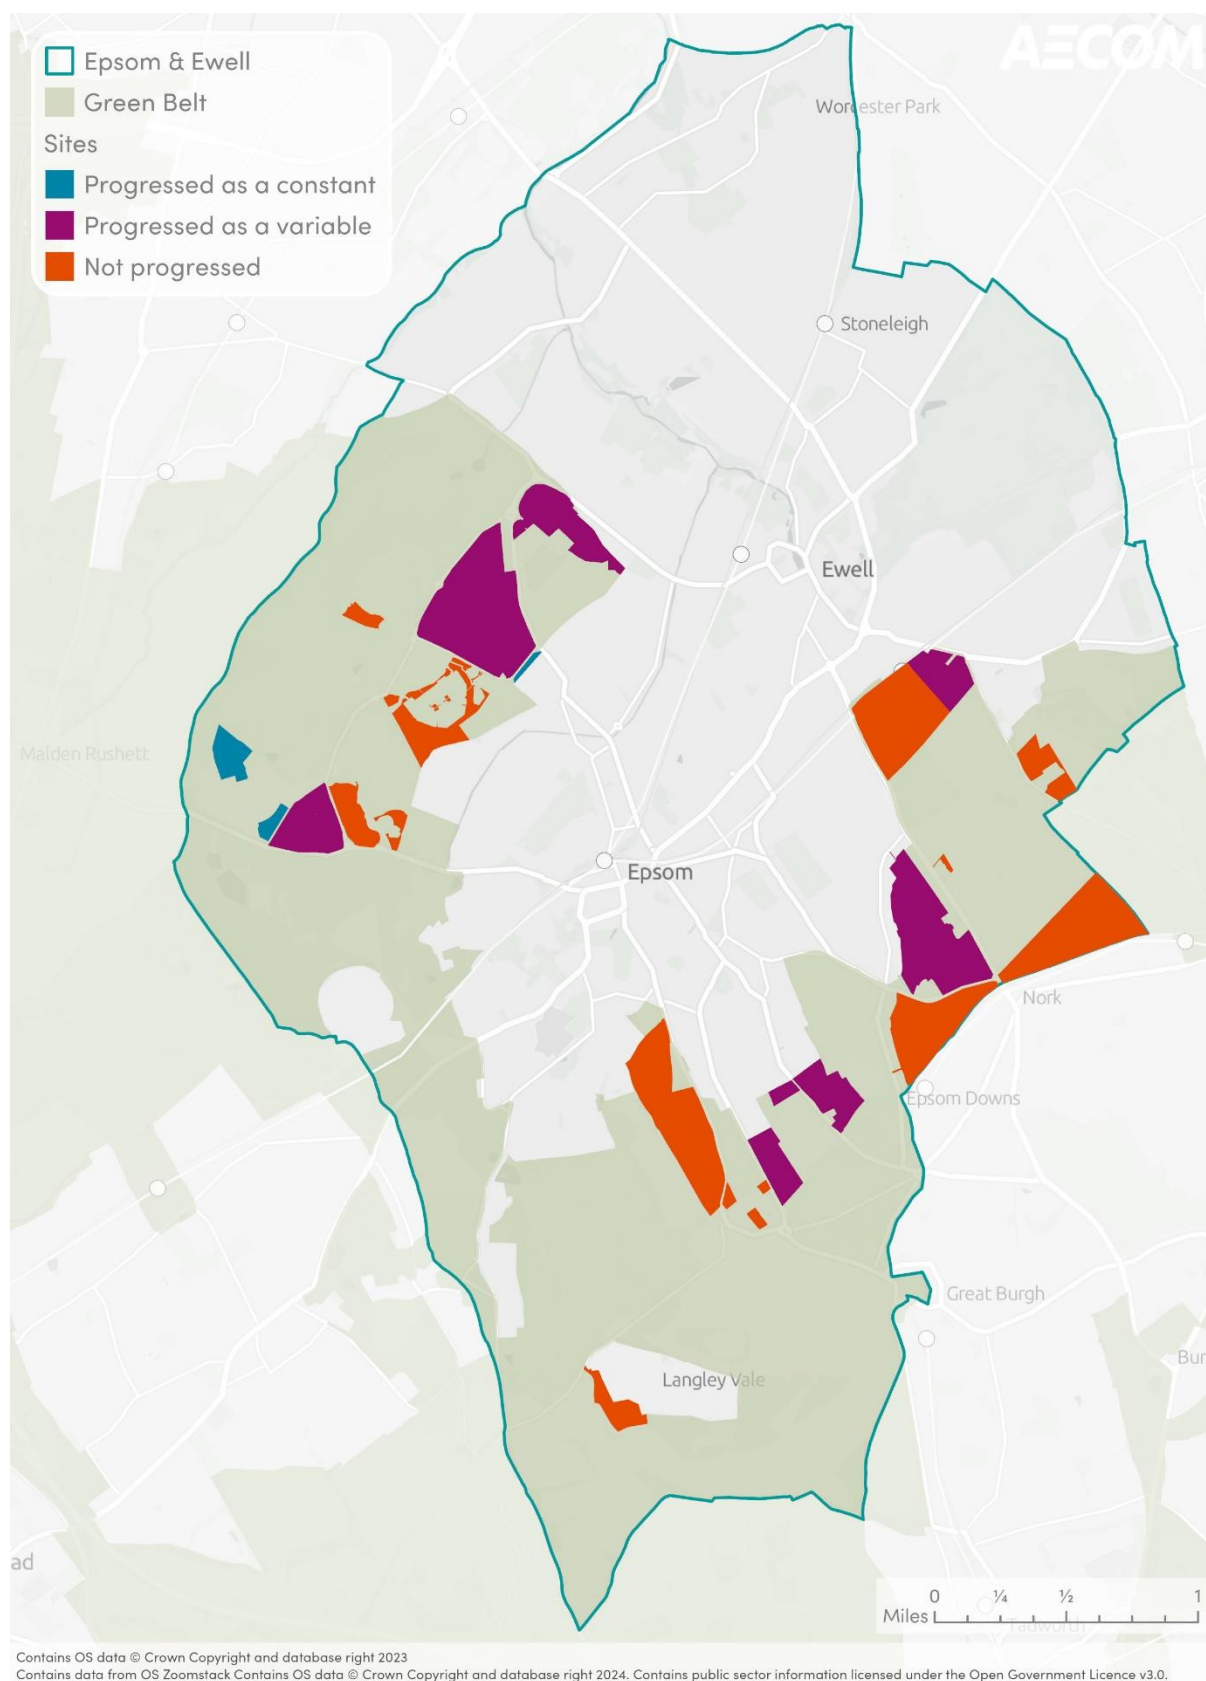 Epsom & Ewell
Green Belt
Sites
Progressed as a constant
Progressed as a variable
Not progressed
AECOM
Worcester Park
Stoneleigh
Ewell
Malden Rushett
Epsom
Nork
Epsom Downs
Great Burgh
Bur
Langley Vale
ad
0 ¼ ½ 1
Miles
Tadworth
Contains OS data © Crown Copyright and database right 2023
Contains data from OS Zoomstack Contains OS data © Crown Copyright and database right 2024. Contains public sector information licensed under the Open Government Licence v3.0.